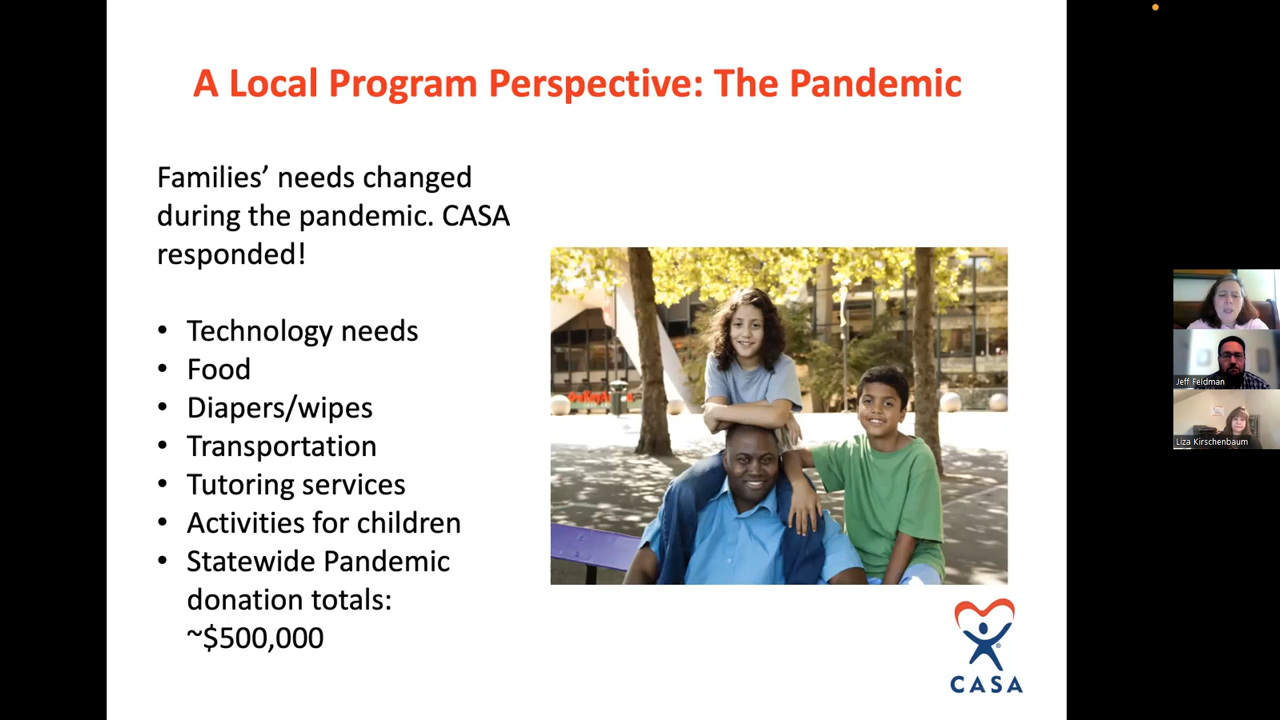 A Local Program Perspective: The Pandemic
Families’ needs changed
during the pandemic. CASA
responded!
• Technology needs
• Food
• Diapers/wipes
• Transportation
• Tutoring services
• Activities for children
• Statewide Pandemic
donation totals:
~$500,000
CASA
Jeff Feldman
Liza Kirschenbaum